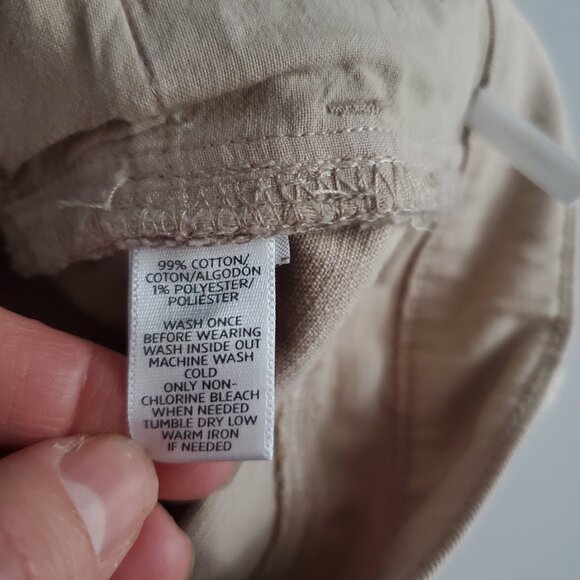 99% COTTON/
COTON/ALGODÓN
1% POLYESTER/
POLIÉSTER
WASH ONCE
BEFORE WEARING
WASH INSIDE OUT
MACHINE WASH
COLD
ONLY NON-
CHLORINE BLEACH
WHEN NEEDED
TUMBLE DRY LOW
WARM IRON
IF NEEDED